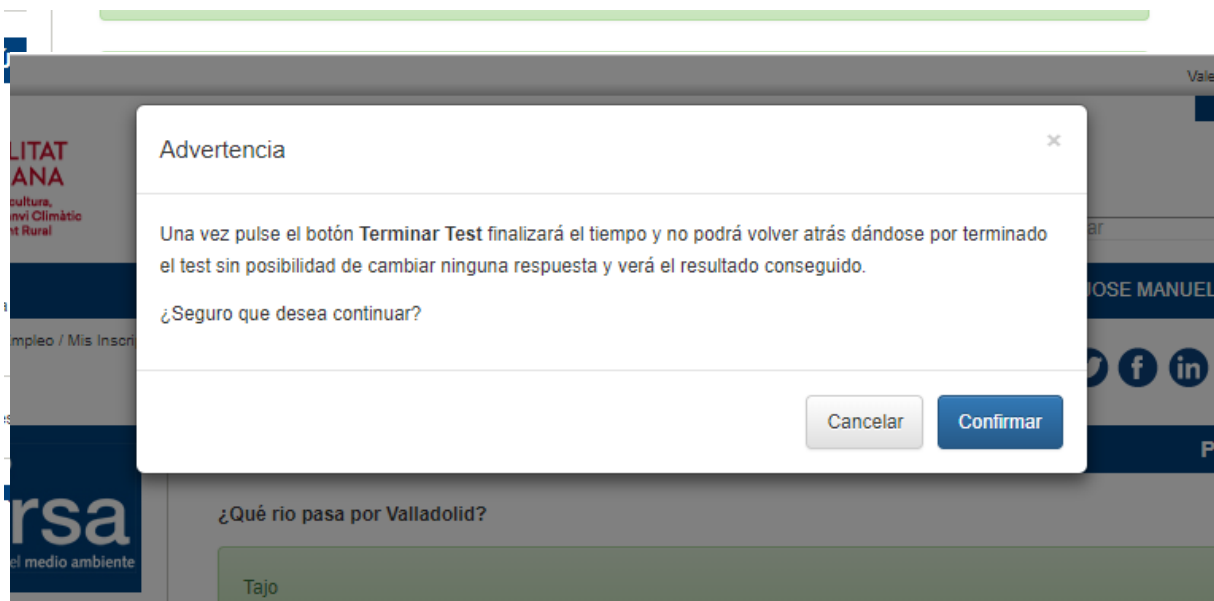 Vale
LITAT
ANA
cultura,
nvi Climàtic
nt Rural
Advertencia
×
Una vez pulse el botón Terminar Test finalizará el tiempo y no podrá volver atrás dándose por terminado
el test sin posibilidad de cambiar ninguna respuesta y verá el resultado conseguido.
¿Seguro que desea continuar?
Cancelar
Confirmar
ar
JOSE MANUEL
mpleo / Mis Inscri
P
rsa
el medio ambiente
¿Qué rio pasa por Valladolid?
Tajo